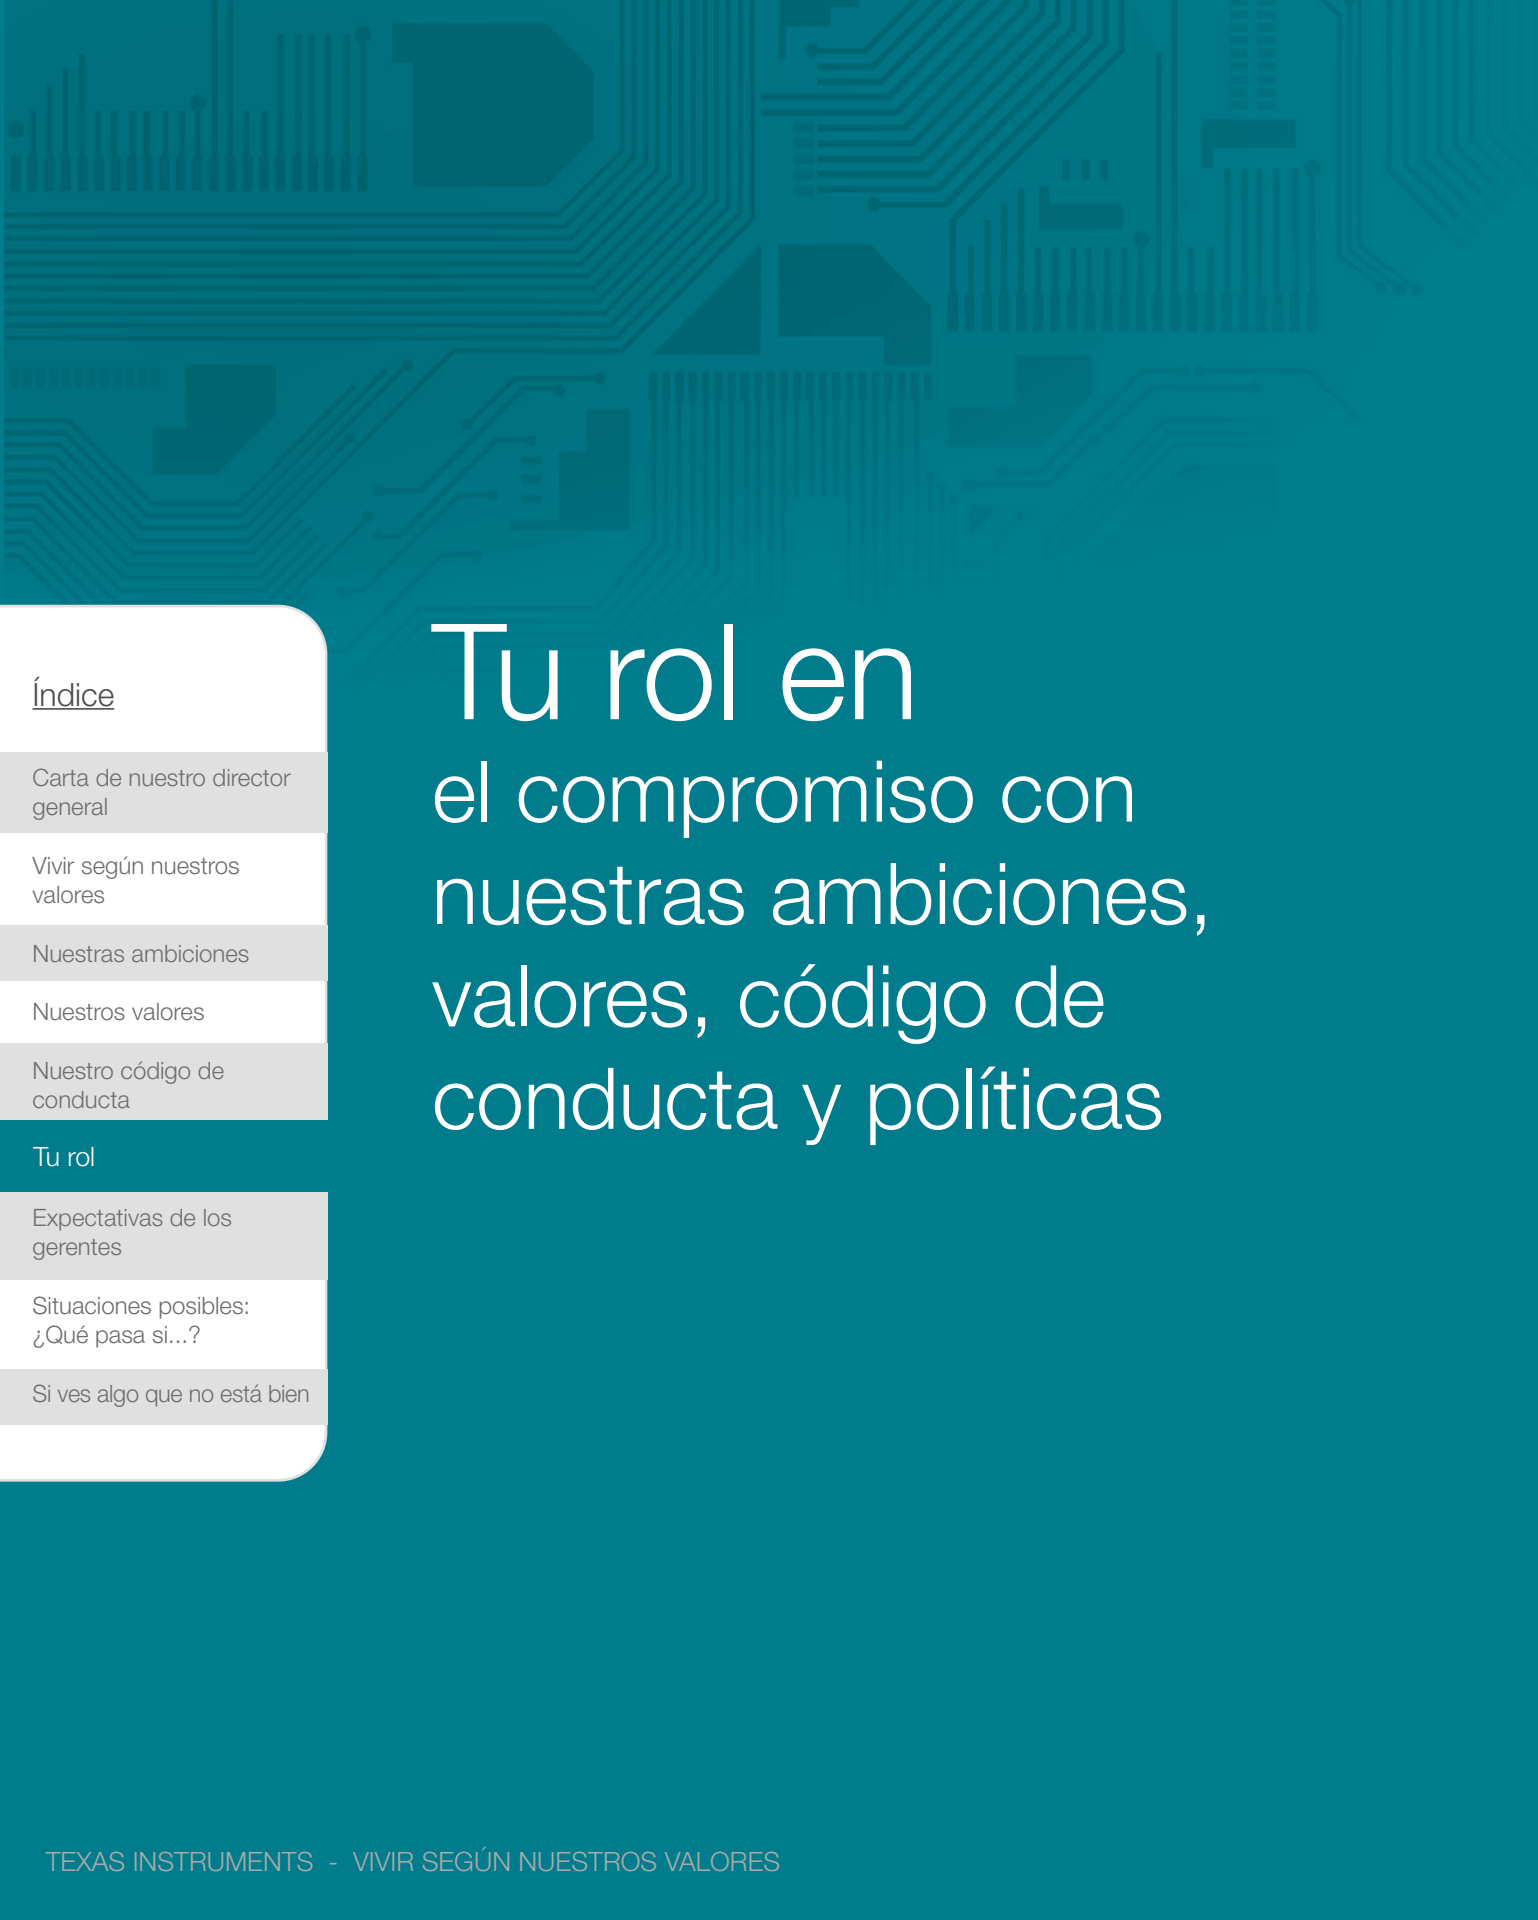 Índice
Carta de nuestro director
general
Vivir según nuestros
valores
Nuestras ambiciones
Nuestros valores
Nuestro código de
conducta
Tu rol
Expectativas de los
gerentes
Situaciones posibles:
¿Qué pasa si...?
Si ves algo que no está bien
Tu rol en
el compromiso con
nuestras ambiciones,
valores, código de
conducta y políticas
TEXAS INSTRUMENTS - VIVIR SEGÚN NUESTROS VALORES